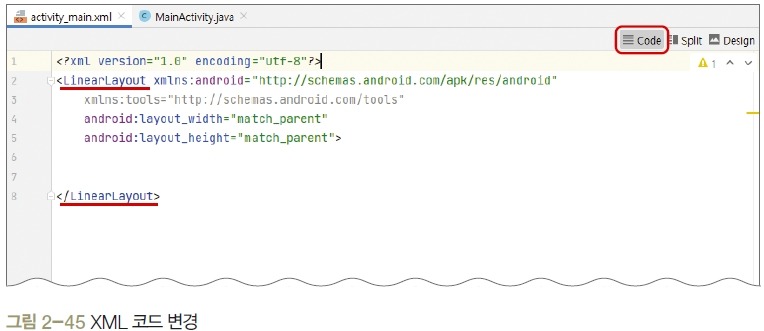 activity_main.xml × MainActivity.java ×
Code Split Design
1 <?xml version="1.0" encoding="utf-8"?>
2 <LinearLayout xmlns:android="http://schemas.android.com/apk/res/android"
3 xmlns:tools="http://schemas.android.com/tools"
4 android:layout_width="match_parent"
5 android:layout_height="match_parent">
6
7
8 </LinearLayout>
1
그림 2-45 XML 코드 변경